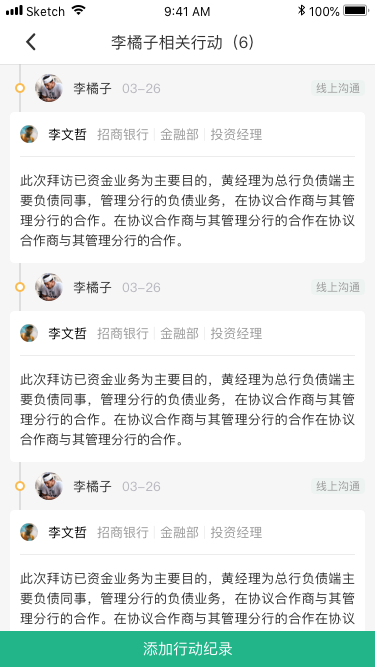 Sketch 9:41 AM 100%
李橘子相关行动（6）
李橘子 03-26 线上沟通
李文哲 招商银行 | 金融部 | 投资经理
此次拜访已资金业务为主要目的，黄经理为总行负债端主
要负债同事，管理分行的负债业务，在协议合作商与其管
理分行的合作。在协议合作商与其管理分行的合作在协议
合作商与其管理分行的合作。
李橘子 03-26 线上沟通
李文哲 招商银行 | 金融部 | 投资经理
此次拜访已资金业务为主要目的，黄经理为总行负债端主
要负债同事，管理分行的负债业务，在协议合作商与其管
理分行的合作。在协议合作商与其管理分行的合作在协议
合作商与其管理分行的合作。
李橘子 03-26 线上沟通
李文哲 招商银行 | 金融部 | 投资经理
此次拜访已资金业务为主要目的，黄经理为总行负债端主
要负债同事，管理分行的负债业务，在协议合作商与其管
理分行的合作。在协议合作商与其管理分行的合作在协议
添加行动纪录